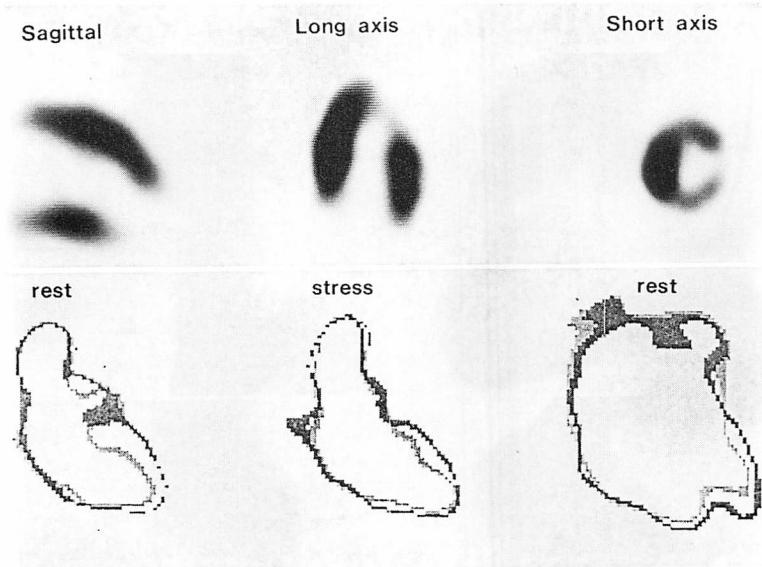 Sagittal
Long axis
Short axis
rest
stress
rest